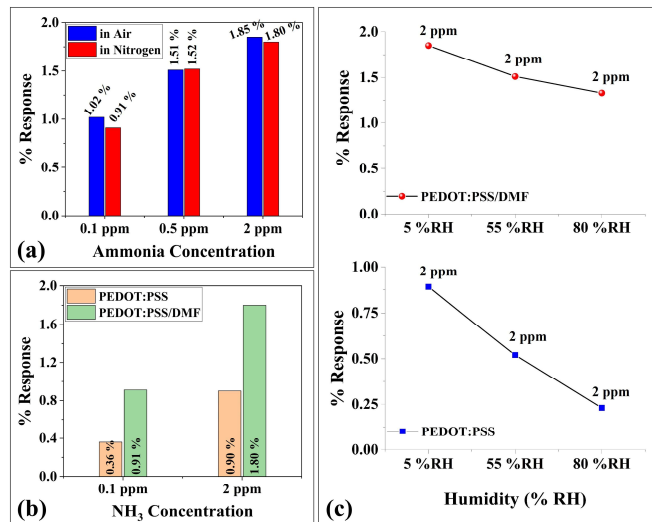 2.0
1.5
1.0
0.5
0.0
% Response
in Air
in Nitrogen
1.02 %
0.91 %
1.51 %
1.52 %
1.85 %
1.80 %
0.1 ppm
0.5 ppm
2 ppm
(a)
Ammonia Concentration
2.0
1.6
1.2
0.8
0.4
0.0
% Response
PEDOT:PSS
PEDOT:PSS/DMF
0.36 %
0.91 %
0.90 %
1.80 %
0.1 ppm
2 ppm
(b)
NH3 Concentration
2.0
1.5
1.0
0.5
0.0
% Response
2 ppm
2 ppm
2 ppm
PEDOT:PSS/DMF
5 %RH
55 %RH
80 %RH
1.00
0.75
0.50
0.25
0.00
% Response
2 ppm
2 ppm
2 ppm
PEDOT:PSS
5 %RH
55 %RH
80 %RH
(c)
Humidity (% RH)